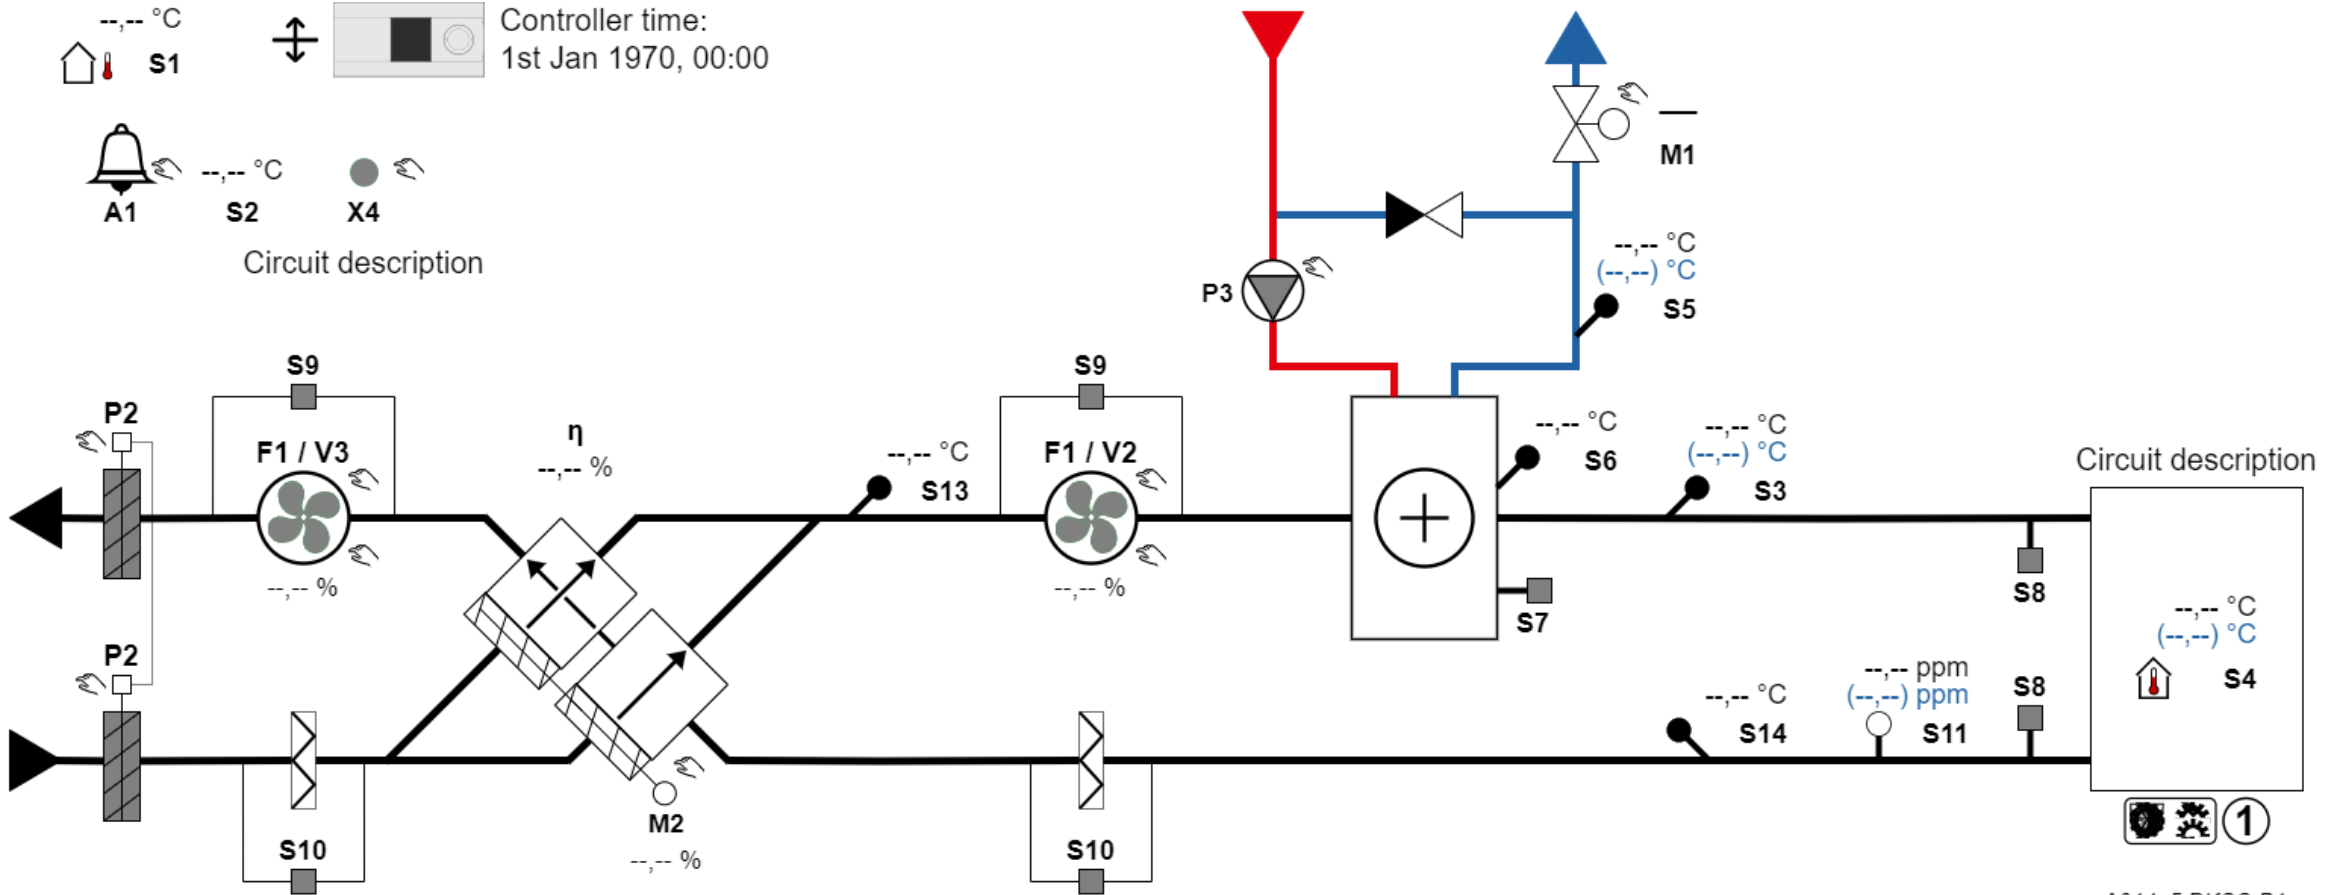 --,-- °C
S1
Controller time:
1st Jan 1970, 00:00
A1
--,-- °C
S2
X4
Circuit description
M1
--,-- °C
(--,--) °C
S5
P3
S9
P2
F1 / V3
--,-- %
η
--,-- %
--,-- °C
S13
S9
F1 / V2
--,-- %
--,-- °C
S6
S7
--,-- °C
(--,--) °C
S3
Circuit description
S8
--,-- °C
(--,--) °C
S4
P2
S10
M2
--,-- %
S10
--,-- °C
S14
--,-- ppm
(--,--) ppm
S11
S8
1